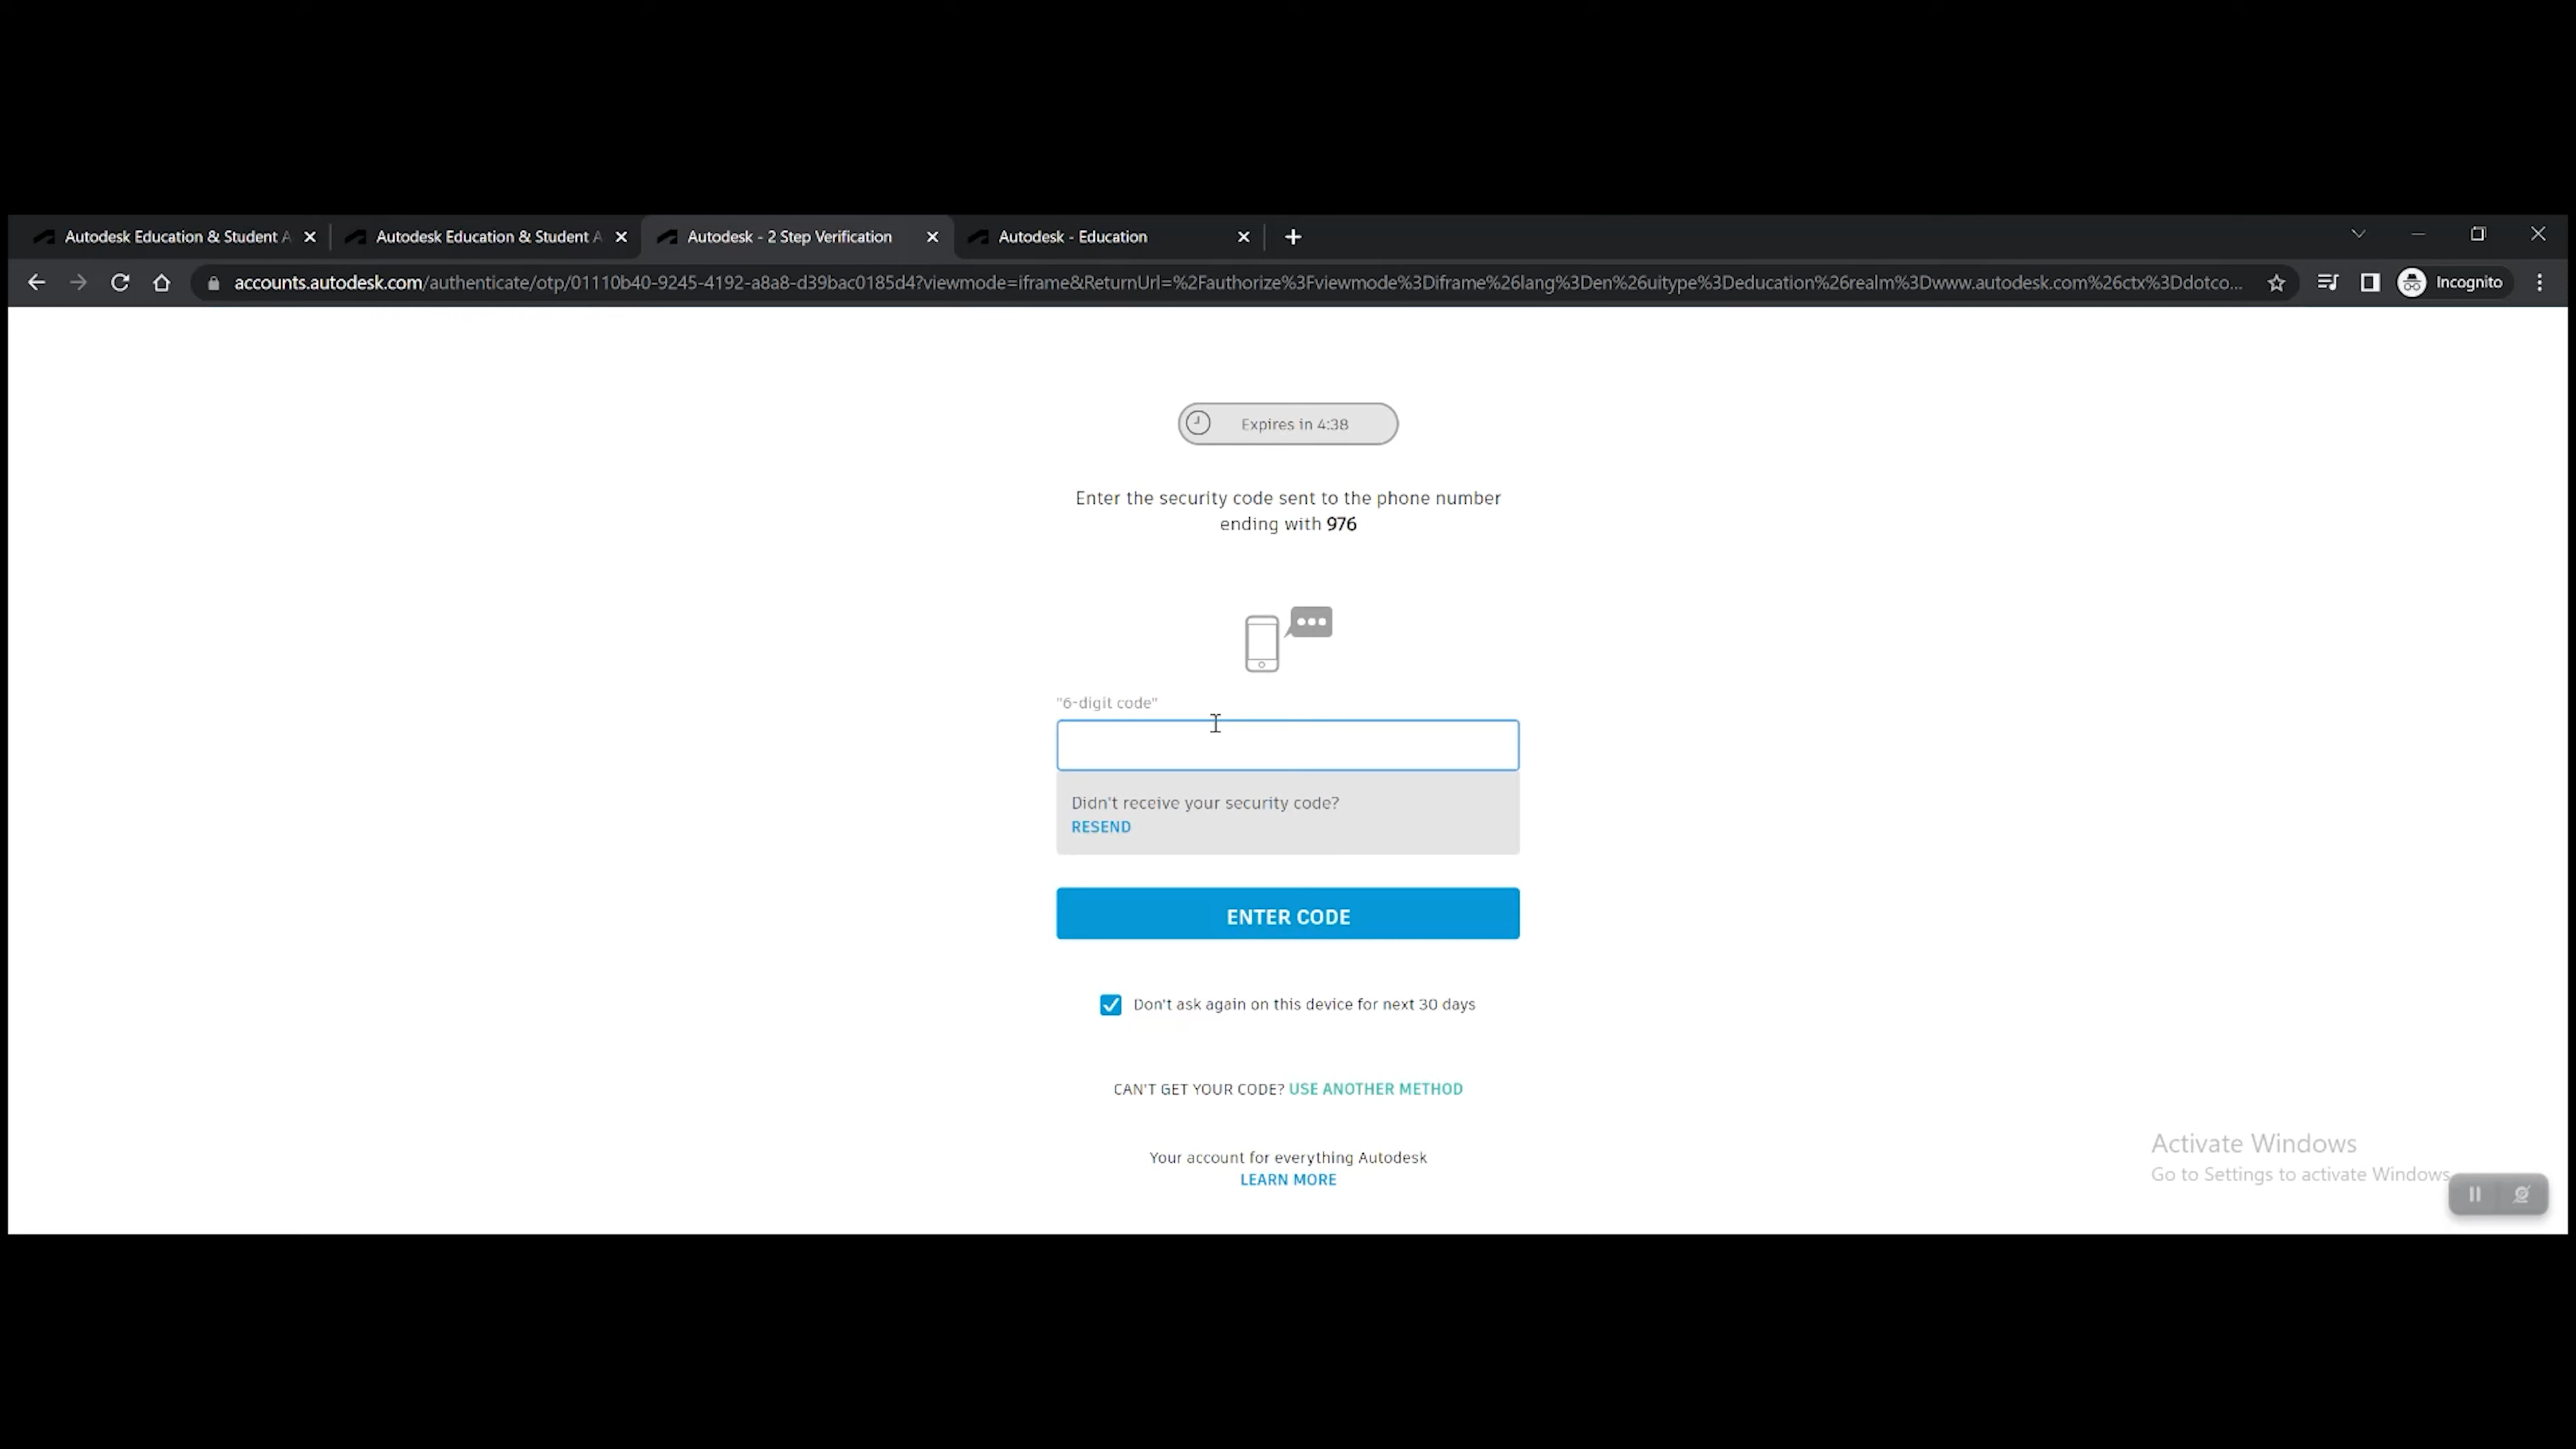 Autodesk Education & Student A
Autodesk Education & Student A
Autodesk - 2 Step Verification
Autodesk - Education
accounts.autodesk.com/authenticate/otp/01110b40-9245-4192-a8a8-d39bac0185d4?viewmode=iframe&ReturnUrl=%2Fauthorize%3Fviewmode%3Diframe%26lang%3Den%26uitype%3Deducation%26realm%3Dwww.autodesk.com%26ctx%3Ddotco...
Incognito
Expires in 4:38
Enter the security code sent to the phone number
ending with 976
"6-digit code"
Didn't receive your security code?
RESEND
ENTER CODE
Don't ask again on this device for next 30 days
CAN'T GET YOUR CODE? USE ANOTHER METHOD
Your account for everything Autodesk
LEARN MORE
Activate Windows
Go to Settings to activate Windows.